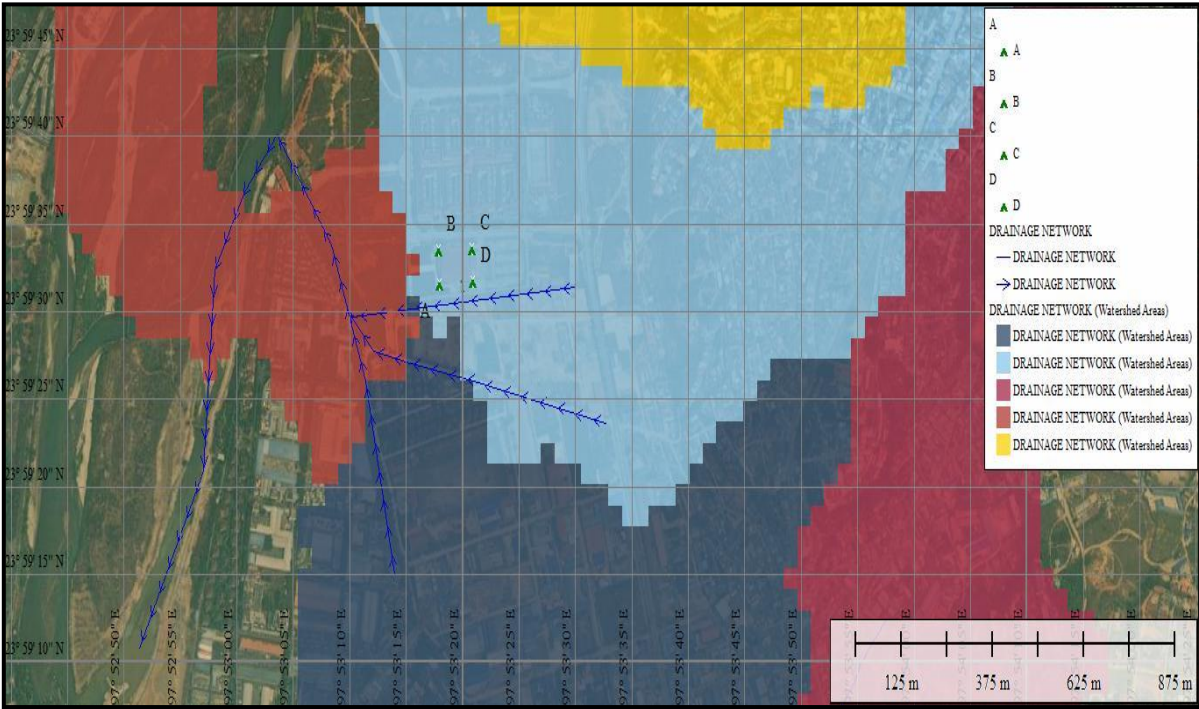 23° 59' 45" N
23° 59' 40" N
23° 59' 35" N
23° 59' 30" N
23° 59' 25" N
23° 59' 20" N
23° 59' 15" N
23° 59' 10" N
B C
D
A
97° 52' 50" E
97° 52' 55" E
97° 53' 00" E
97° 53' 05" E
97° 53' 10" E
97° 53' 15" E
97° 53' 20" E
97° 53' 25" E
97° 53' 30" E
97° 53' 35" E
97° 53' 40" E
97° 53' 45" E
97° 53' 50" E
A
A
B
B
C
C
D
D
DRAINAGE NETWORK
DRAINAGE NETWORK
DRAINAGE NETWORK
DRAINAGE NETWORK (Watershed Areas)
DRAINAGE NETWORK (Watershed Areas)
DRAINAGE NETWORK (Watershed Areas)
DRAINAGE NETWORK (Watershed Areas)
DRAINAGE NETWORK (Watershed Areas)
DRAINAGE NETWORK (Watershed Areas)
125 m 375 m 625 m 875 m